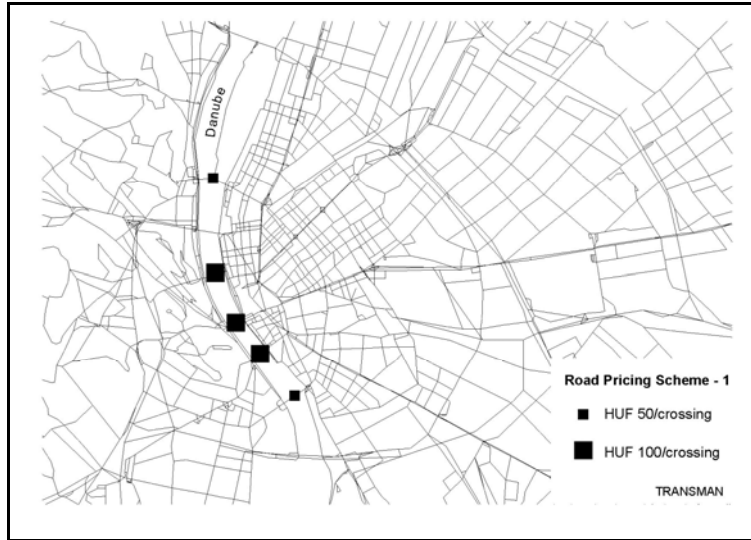 Danube
Road Pricing Scheme - 1
HUF 50/crossing
HUF 100/crossing
TRANSMAN